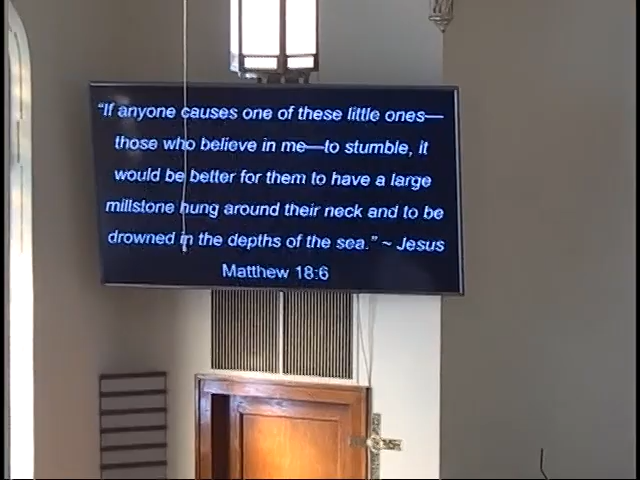 “If anyone causes one of these little ones—
those who believe in me—to stumble, it
would be better for them to have a large
millstone hung around their neck and to be
drowned in the depths of the sea.” ~ Jesus
Matthew 18:6